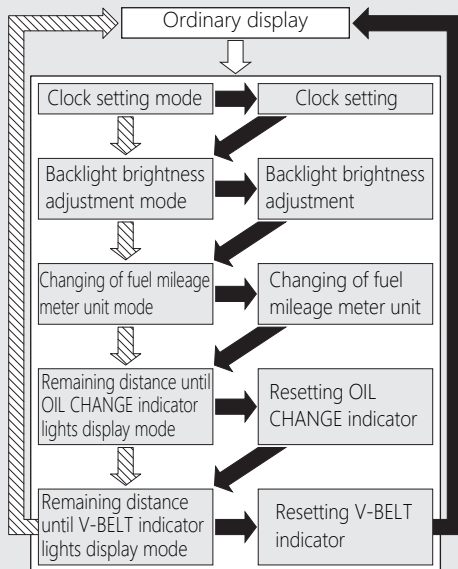 Ordinary display
Clock setting mode
Clock setting
Backlight brightness
adjustment mode
Backlight brightness
adjustment
Changing of fuel mileage
meter unit mode
Changing of fuel
mileage meter unit
Remaining distance until
OIL CHANGE indicator
lights display mode
Resetting OIL
CHANGE indicator
Remaining distance
until V-BELT indicator
lights display mode
Resetting V-BELT
indicator